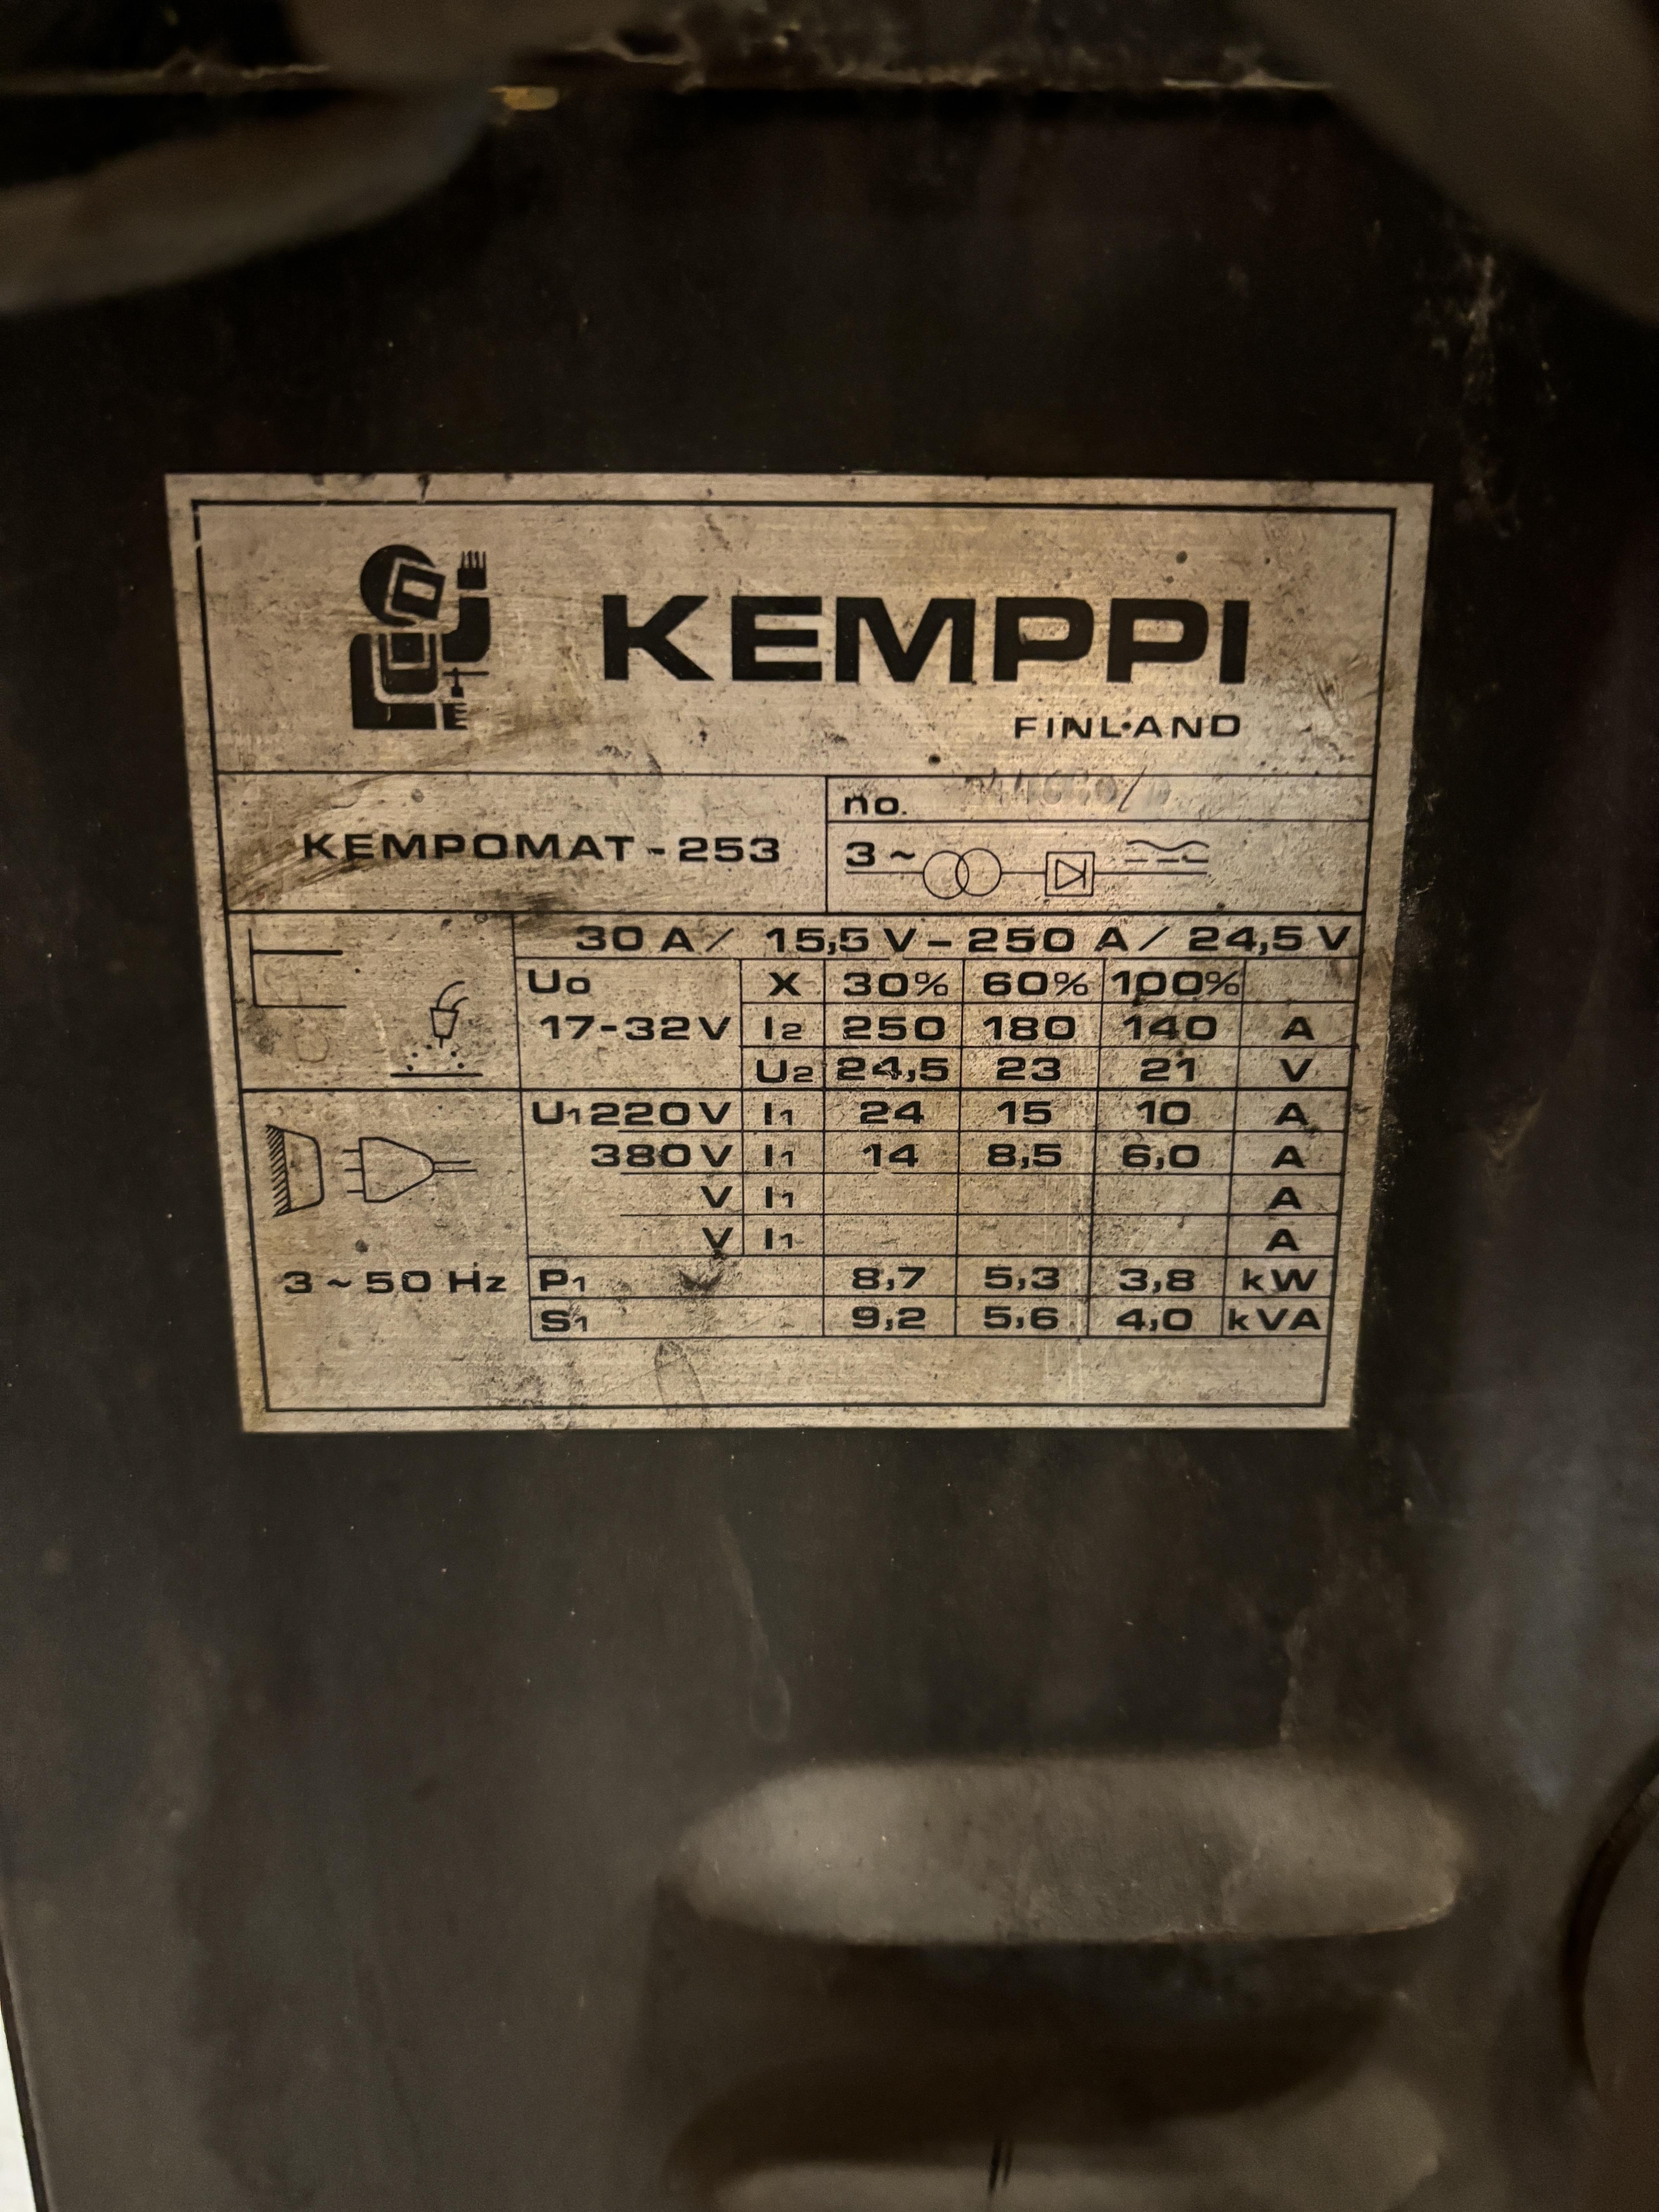 KEMPPI
FINLAND
KEMPOMAT - 253
no.
3 ~
30 A / 15,5 V – 250 A / 24,5 V
Uo X 30% 60% 100%
17-32V I2 250 180 140 A
U2 24,5 23 21 V
U1 220V I1 24 15 10 A
380V I1 14 8,5 6,0 A
V I1 A
V I1 A
3 ~ 50 Hz P1 8,7 5,3 3,8 kW
S1 9,2 5,6 4,0 kVA